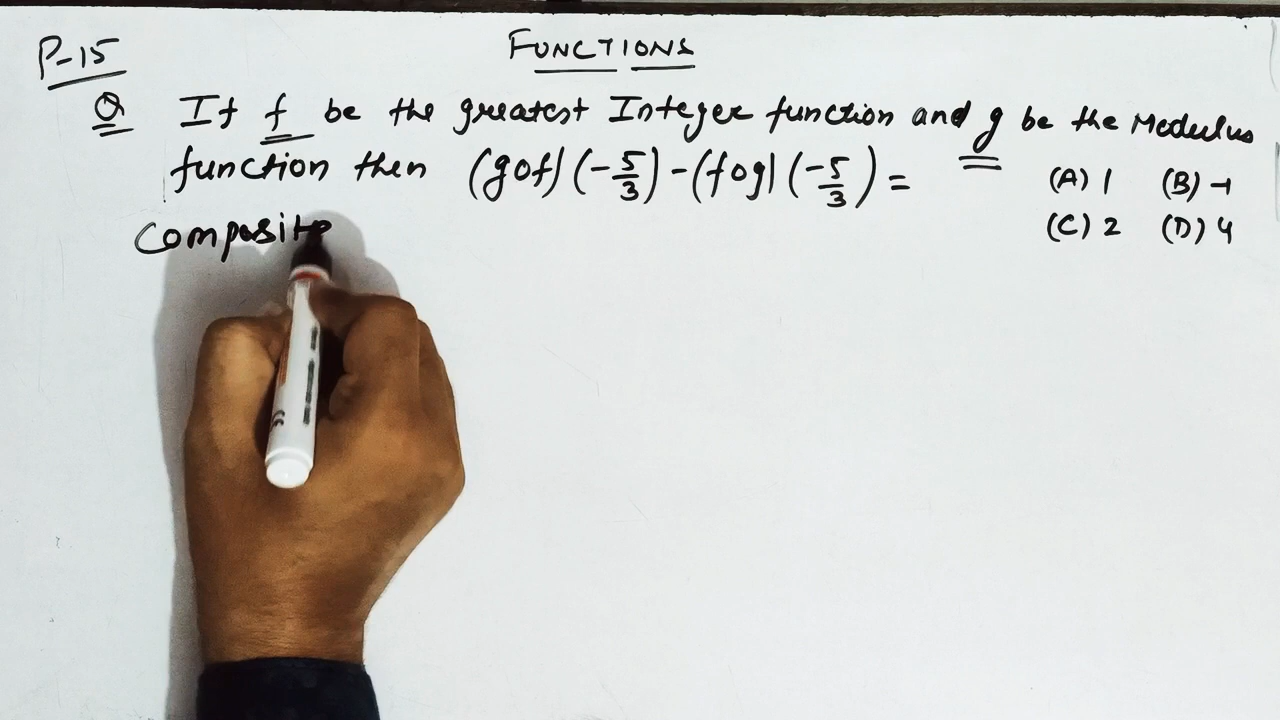 P-15
FUNCTIONS
Q If f be the greatest Integer function and g be the Modulus
function then (gof)(-5/3) - (fog)(-5/3) =
(A) 1 (B) -1
(C) 2 (D) 4
Composite